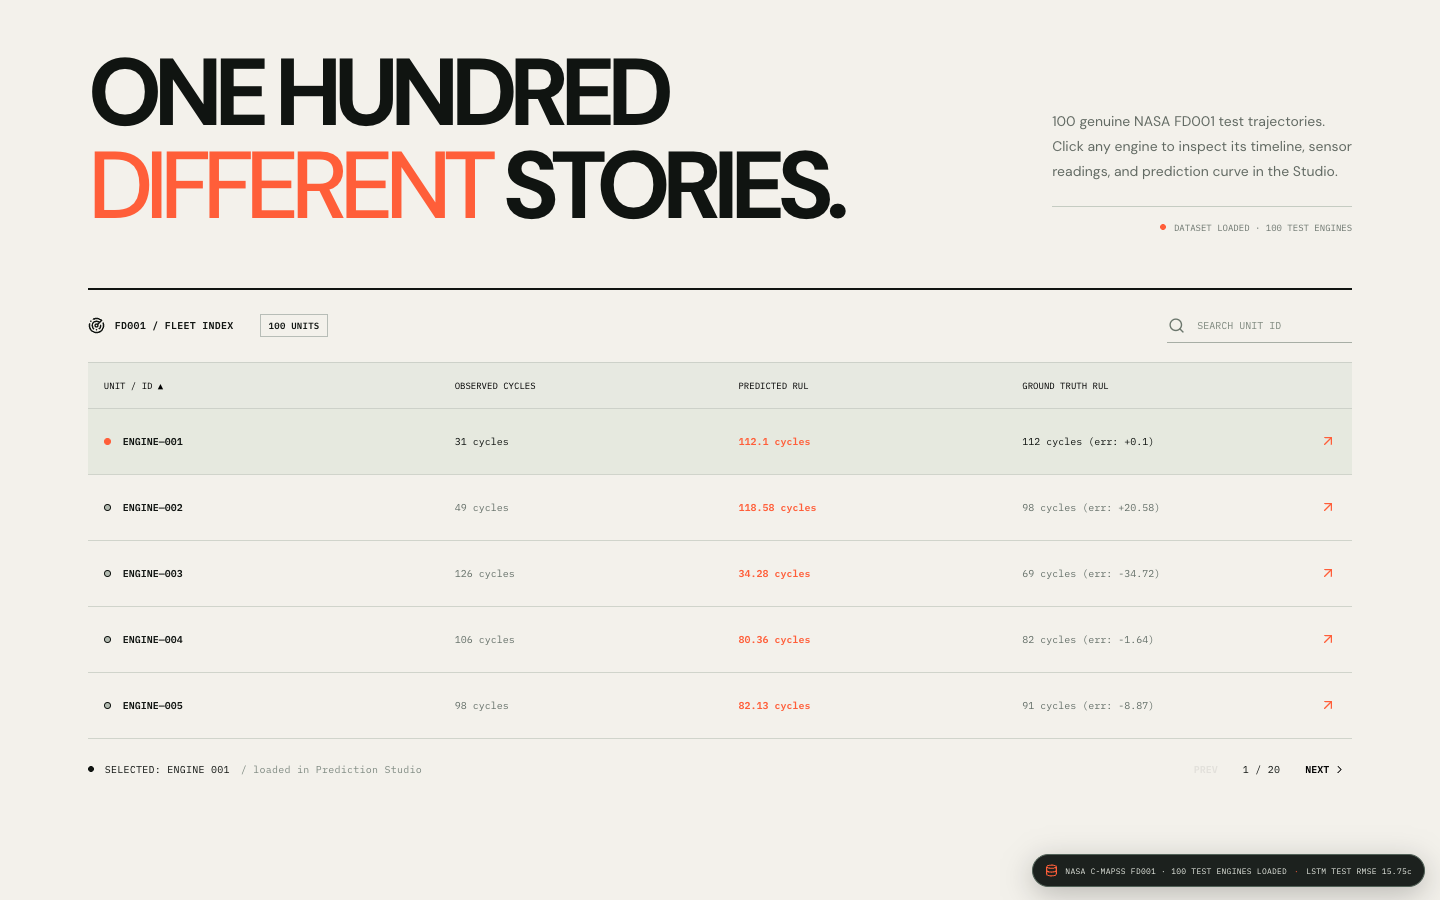 ONE HUNDRED
DIFFERENT STORIES.
100 genuine NASA FD001 test trajectories.
Click any engine to inspect its timeline, sensor
readings, and prediction curve in the Studio.
DATASET LOADED · 100 TEST ENGINES
FD001 / FLEET INDEX 100 UNITS SEARCH UNIT ID
UNIT / ID ▲ OBSERVED CYCLES PREDICTED RUL GROUND TRUTH RUL
ENGINE—001 31 cycles 112.1 cycles 112 cycles (err: +0.1)
ENGINE—002 49 cycles 118.58 cycles 98 cycles (err: +20.58)
ENGINE—003 126 cycles 34.28 cycles 69 cycles (err: -34.72)
ENGINE—004 106 cycles 80.36 cycles 82 cycles (err: -1.64)
ENGINE—005 98 cycles 82.13 cycles 91 cycles (err: -8.87)
SELECTED: ENGINE 001 / loaded in Prediction Studio PREV 1 / 20 NEXT
NASA C-MAPSS FD001 · 100 TEST ENGINES LOADED · LSTM TEST RMSE 15.75c